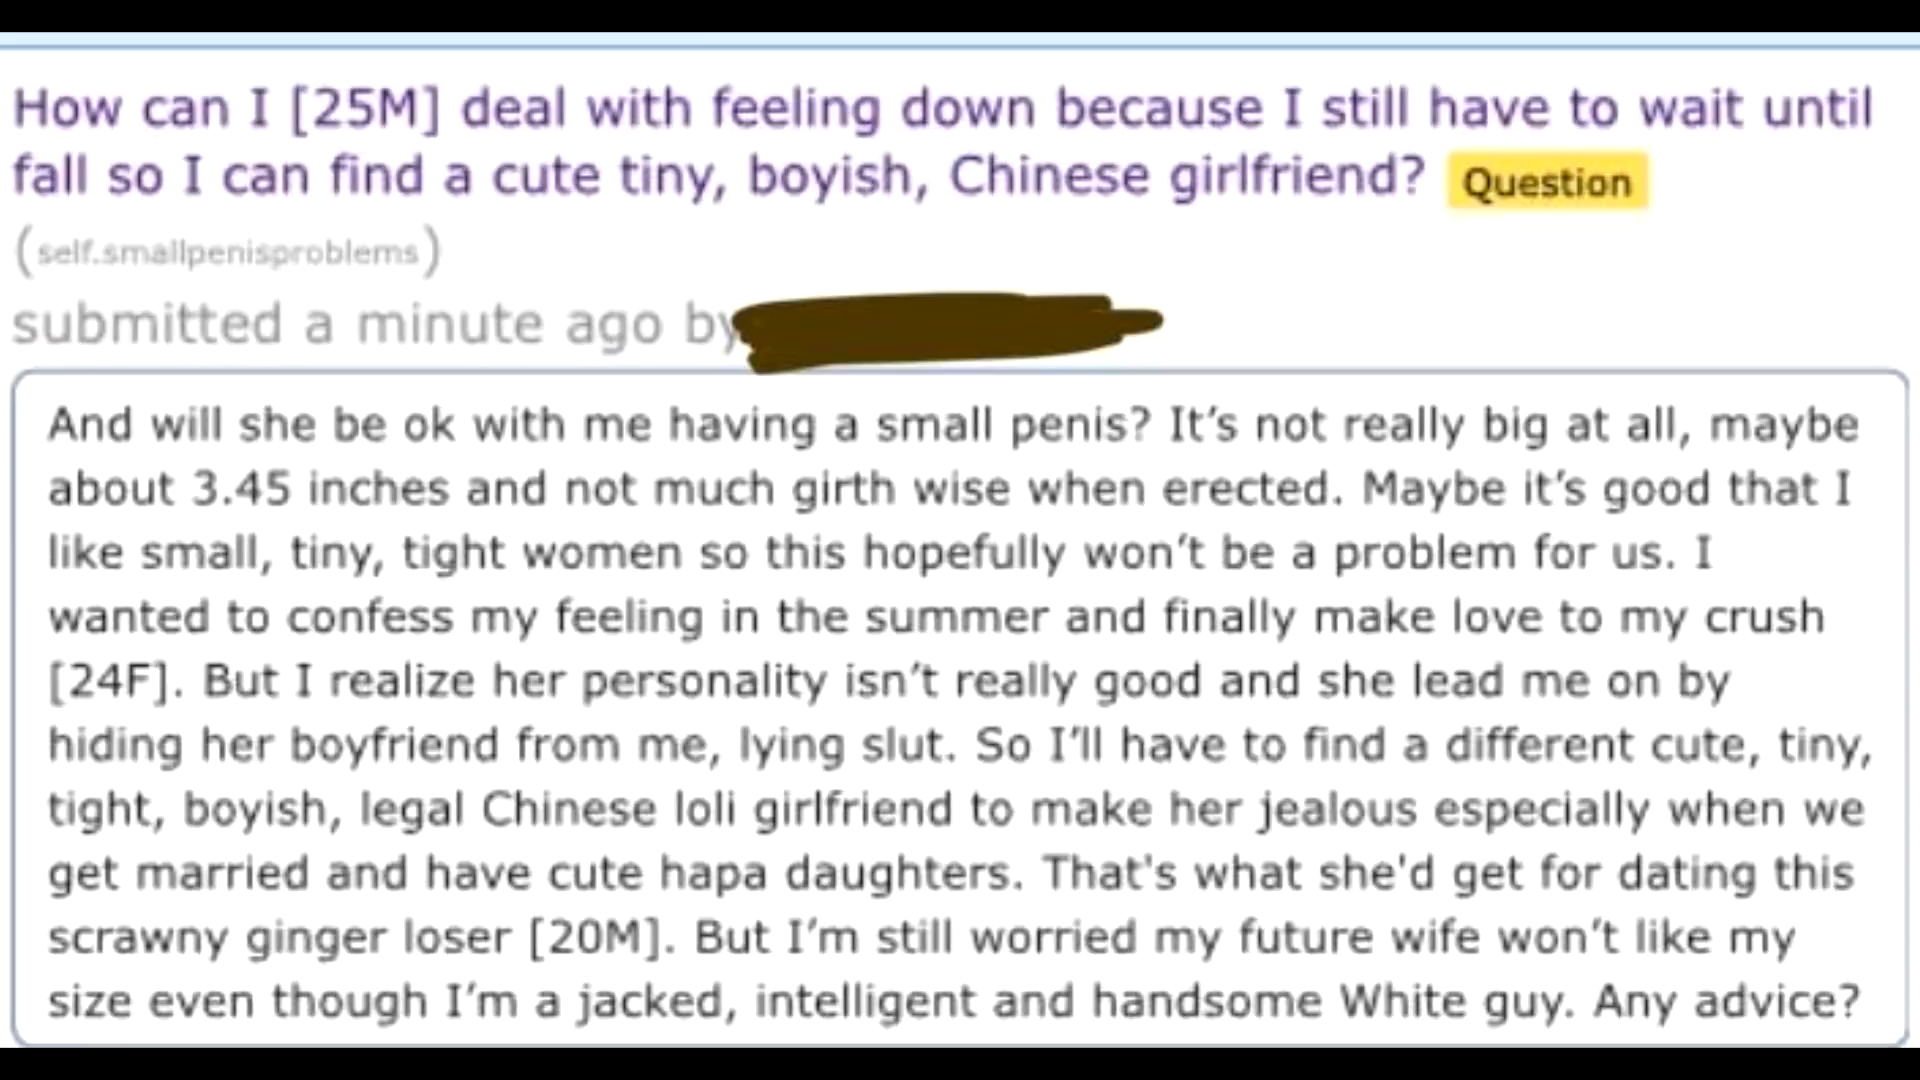 How can I [25M] deal with feeling down because I still have to wait until
fall so I can find a cute tiny, boyish, Chinese girlfriend? Question
(self.smallpenisproblems)
submitted a minute ago by
And will she be ok with me having a small penis? It's not really big at all, maybe
about 3.45 inches and not much girth wise when erected. Maybe it's good that I
like small, tiny, tight women so this hopefully won't be a problem for us. I
wanted to confess my feeling in the summer and finally make love to my crush
[24F]. But I realize her personality isn't really good and she lead me on by
hiding her boyfriend from me, lying slut. So I'll have to find a different cute, tiny,
tight, boyish, legal Chinese loli girlfriend to make her jealous especially when we
get married and have cute hapa daughters. That's what she'd get for dating this
scrawny ginger loser [20M]. But I'm still worried my future wife won't like my
size even though I'm a jacked, intelligent and handsome White guy. Any advice?